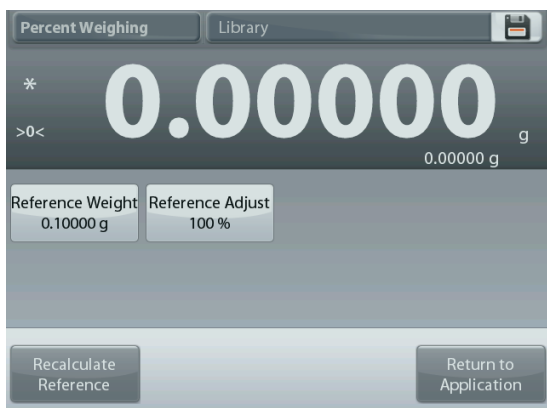 Percent Weighing
Library
*
>0<
0.00000 g
0.00000 g
Reference Weight
0.10000 g
Reference Adjust
100 %
Recalculate
Reference
Return to
Application